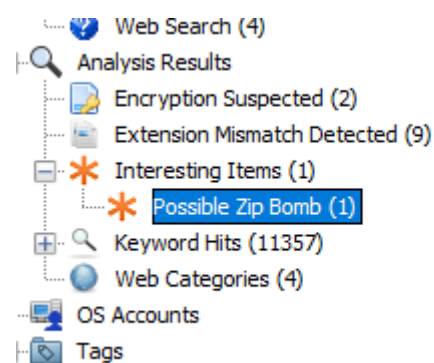 Web Search (4)
Analysis Results
Encryption Suspected (2)
Extension Mismatch Detected (9)
Interesting Items (1)
Possible Zip Bomb (1)
Keyword Hits (11357)
Web Categories (4)
OS Accounts
Tags